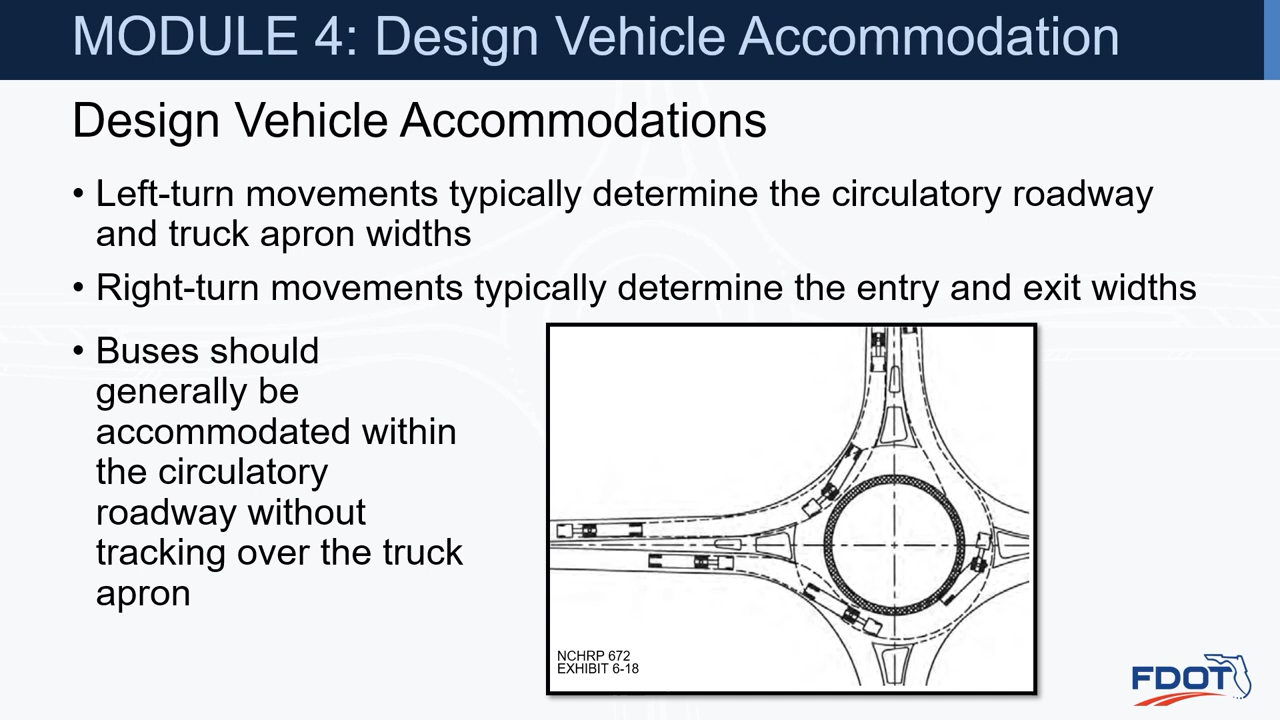 MODULE 4: Design Vehicle Accommodation
Design Vehicle Accommodations
• Left-turn movements typically determine the circulatory roadway
and truck apron widths
• Right-turn movements typically determine the entry and exit widths
• Buses should
generally be
accommodated within
the circulatory
roadway without
tracking over the truck
apron
NCHRP 672
EXHIBIT 6-18
FDOT